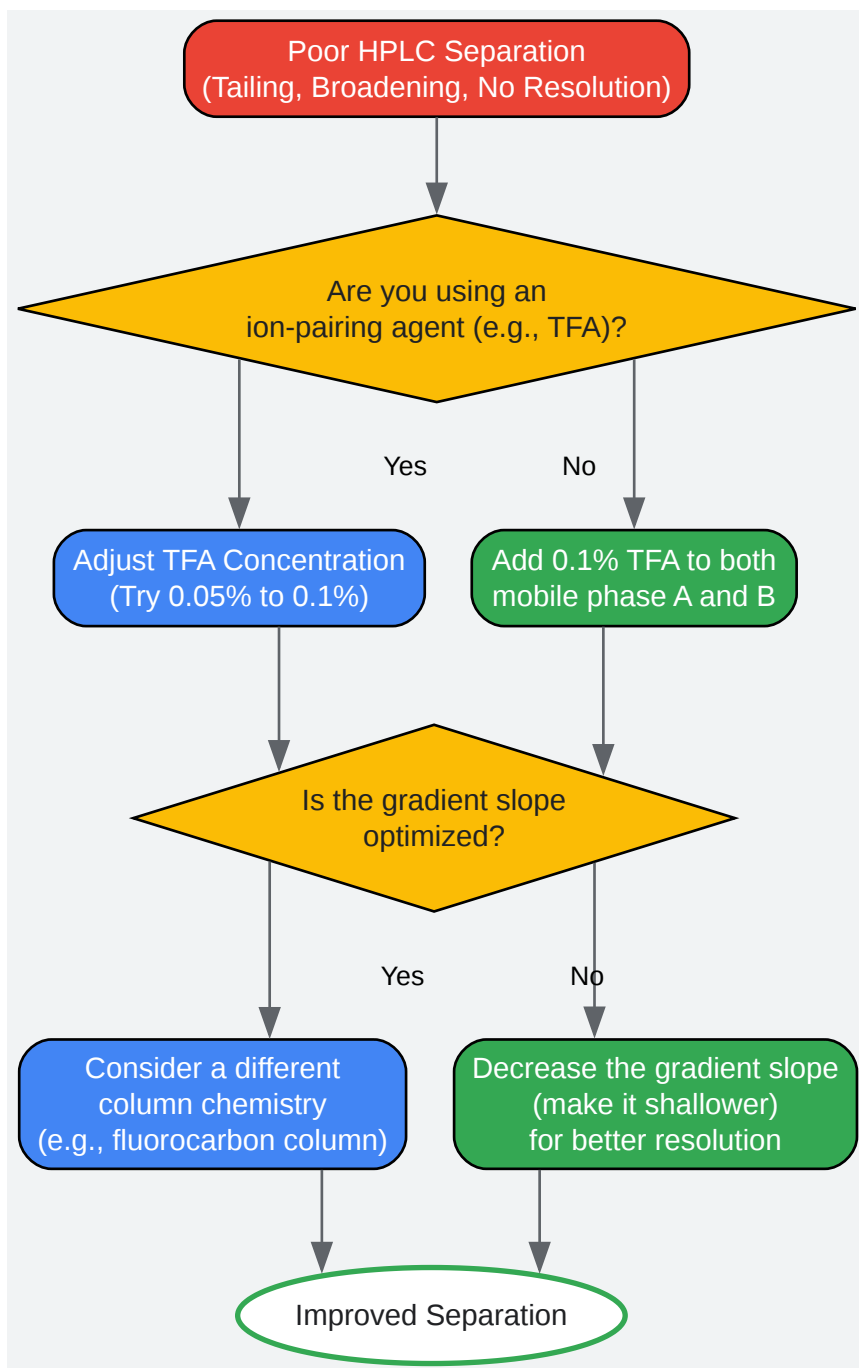 Poor HPLC Separation
(Tailing, Broadening, No Resolution)
Are you using an
ion-pairing agent (e.g., TFA)?
Yes
No
Adjust TFA Concentration
(Try 0.05% to 0.1%)
Add 0.1% TFA to both
mobile phase A and B
Is the gradient slope
optimized?
Yes
No
Consider a different
column chemistry
(e.g., fluorocarbon column)
Decrease the gradient slope
(make it shallower)
for better resolution
Improved Separation